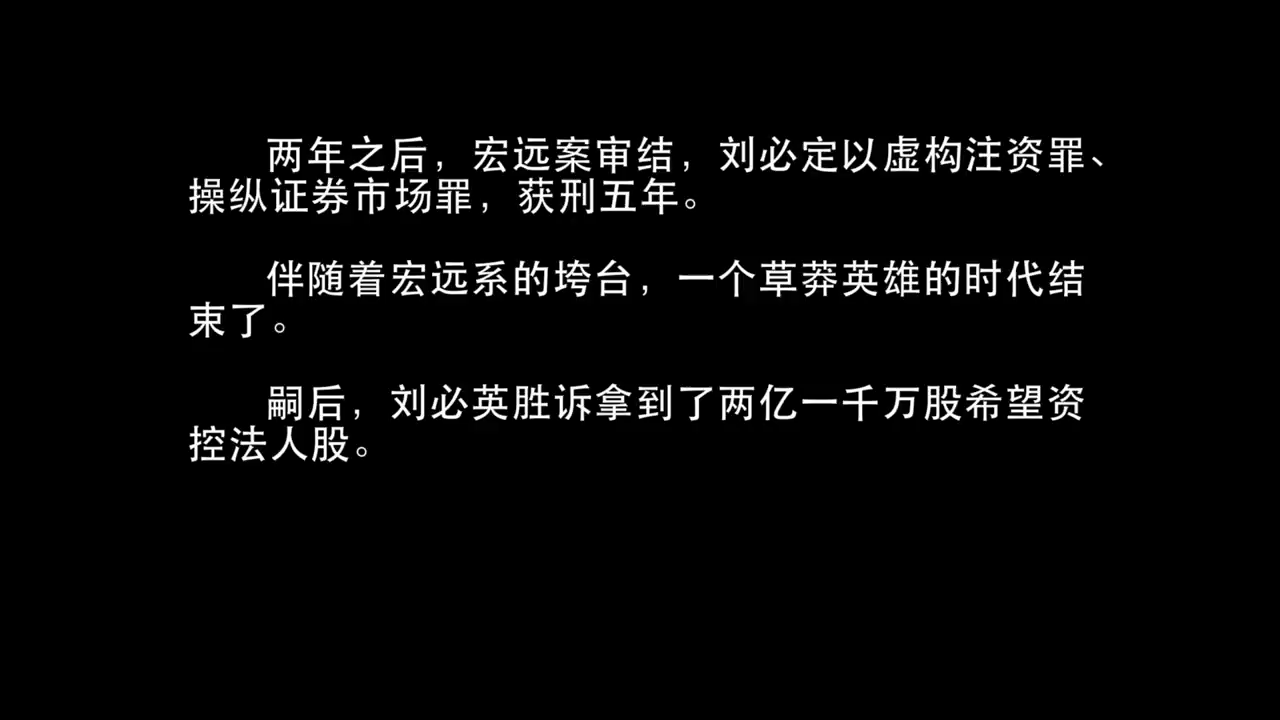 两年之后，宏远案审结，刘必定以虚构注资罪、
操纵证券市场罪，获刑五年。
伴随着宏远系的垮台，一个草莽英雄的时代结
束了。
嗣后，刘必英胜诉拿到了两亿一千万股希望资
控法人股。